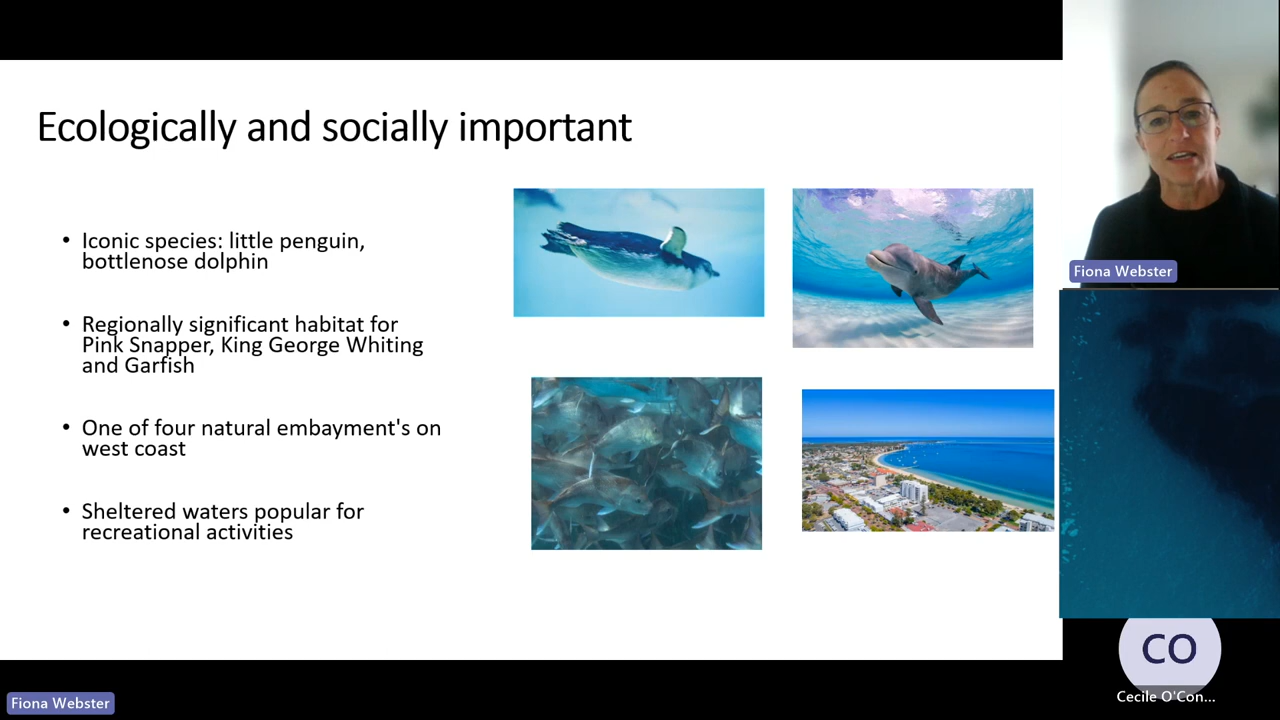 Ecologically and socially important
• Iconic species: little penguin,
bottlenose dolphin
• Regionally significant habitat for
Pink Snapper, King George Whiting
and Garfish
• One of four natural embayment's on
west coast
• Sheltered waters popular for
recreational activities
Fiona Webster
CO
Cecile O'Con...
Fiona Webster